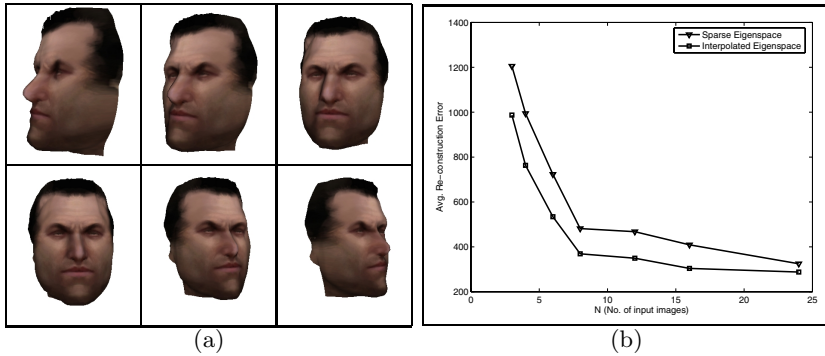 1400
1200
1000
800
600
400
200
0
5
10
15
20
25
Avg. Re−construction Error
N (No. of input images)
Sparse Eigenspace
Interpolated Eigenspace
(a)
(b)